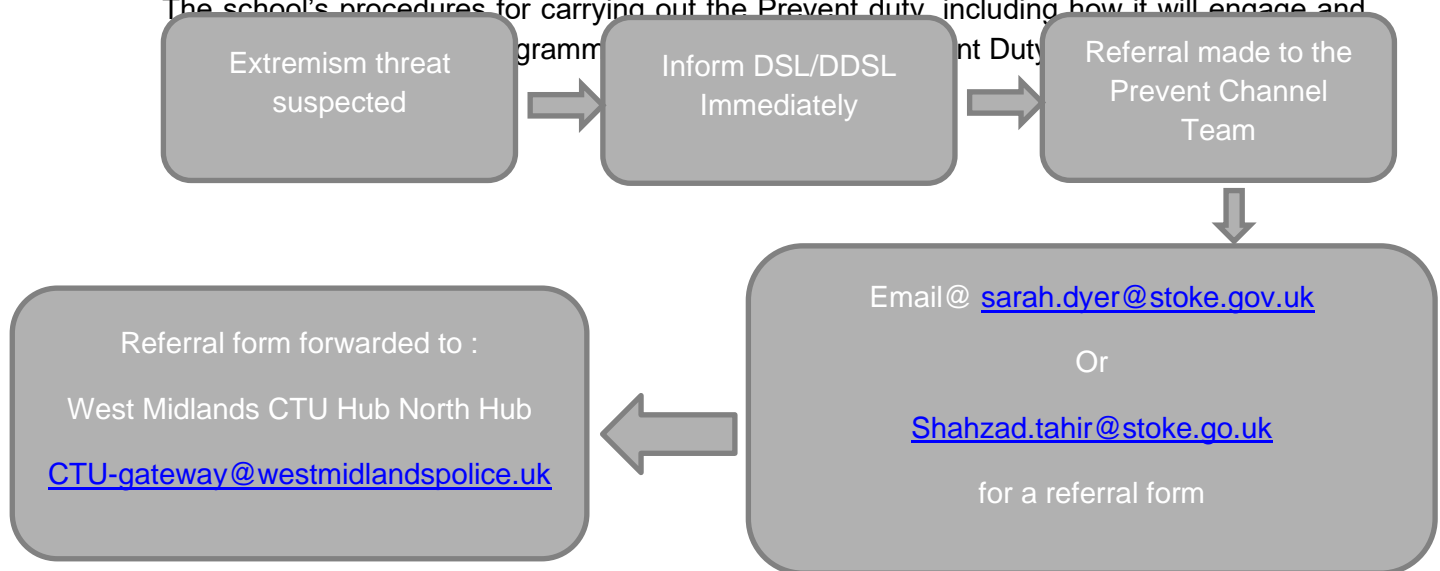 The school's procedures for carrying out the Prevent duty, including how it will engage and
gramm nt Duty
Extremism threat
suspected
Inform DSL/DDSL
Immediately
Referral made to the
Prevent Channel
Team
Email@ sarah.dyer@stoke.gov.uk
Or
Shahzad.tahir@stoke.go.uk
for a referral form
Referral form forwarded to :
West Midlands CTU Hub North Hub
CTU-gateway@westmidlandspolice.uk